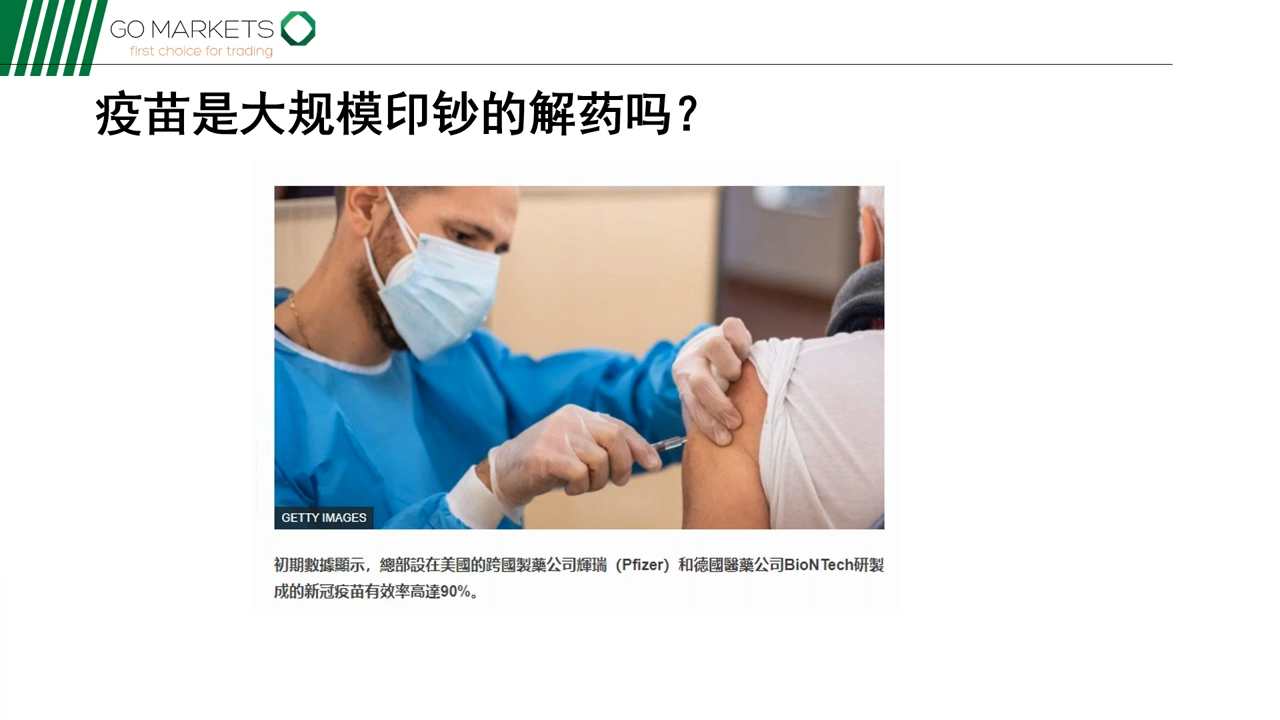 GO MARKETS
first choice for trading
疫苗是大规模印钞的解药吗？
GETTY IMAGES
初期數據顯示，總部設在美國的跨國製藥公司輝瑞（Pfizer）和德國醫藥公司BioNTech研製
成的新冠疫苗有效率高達90%。